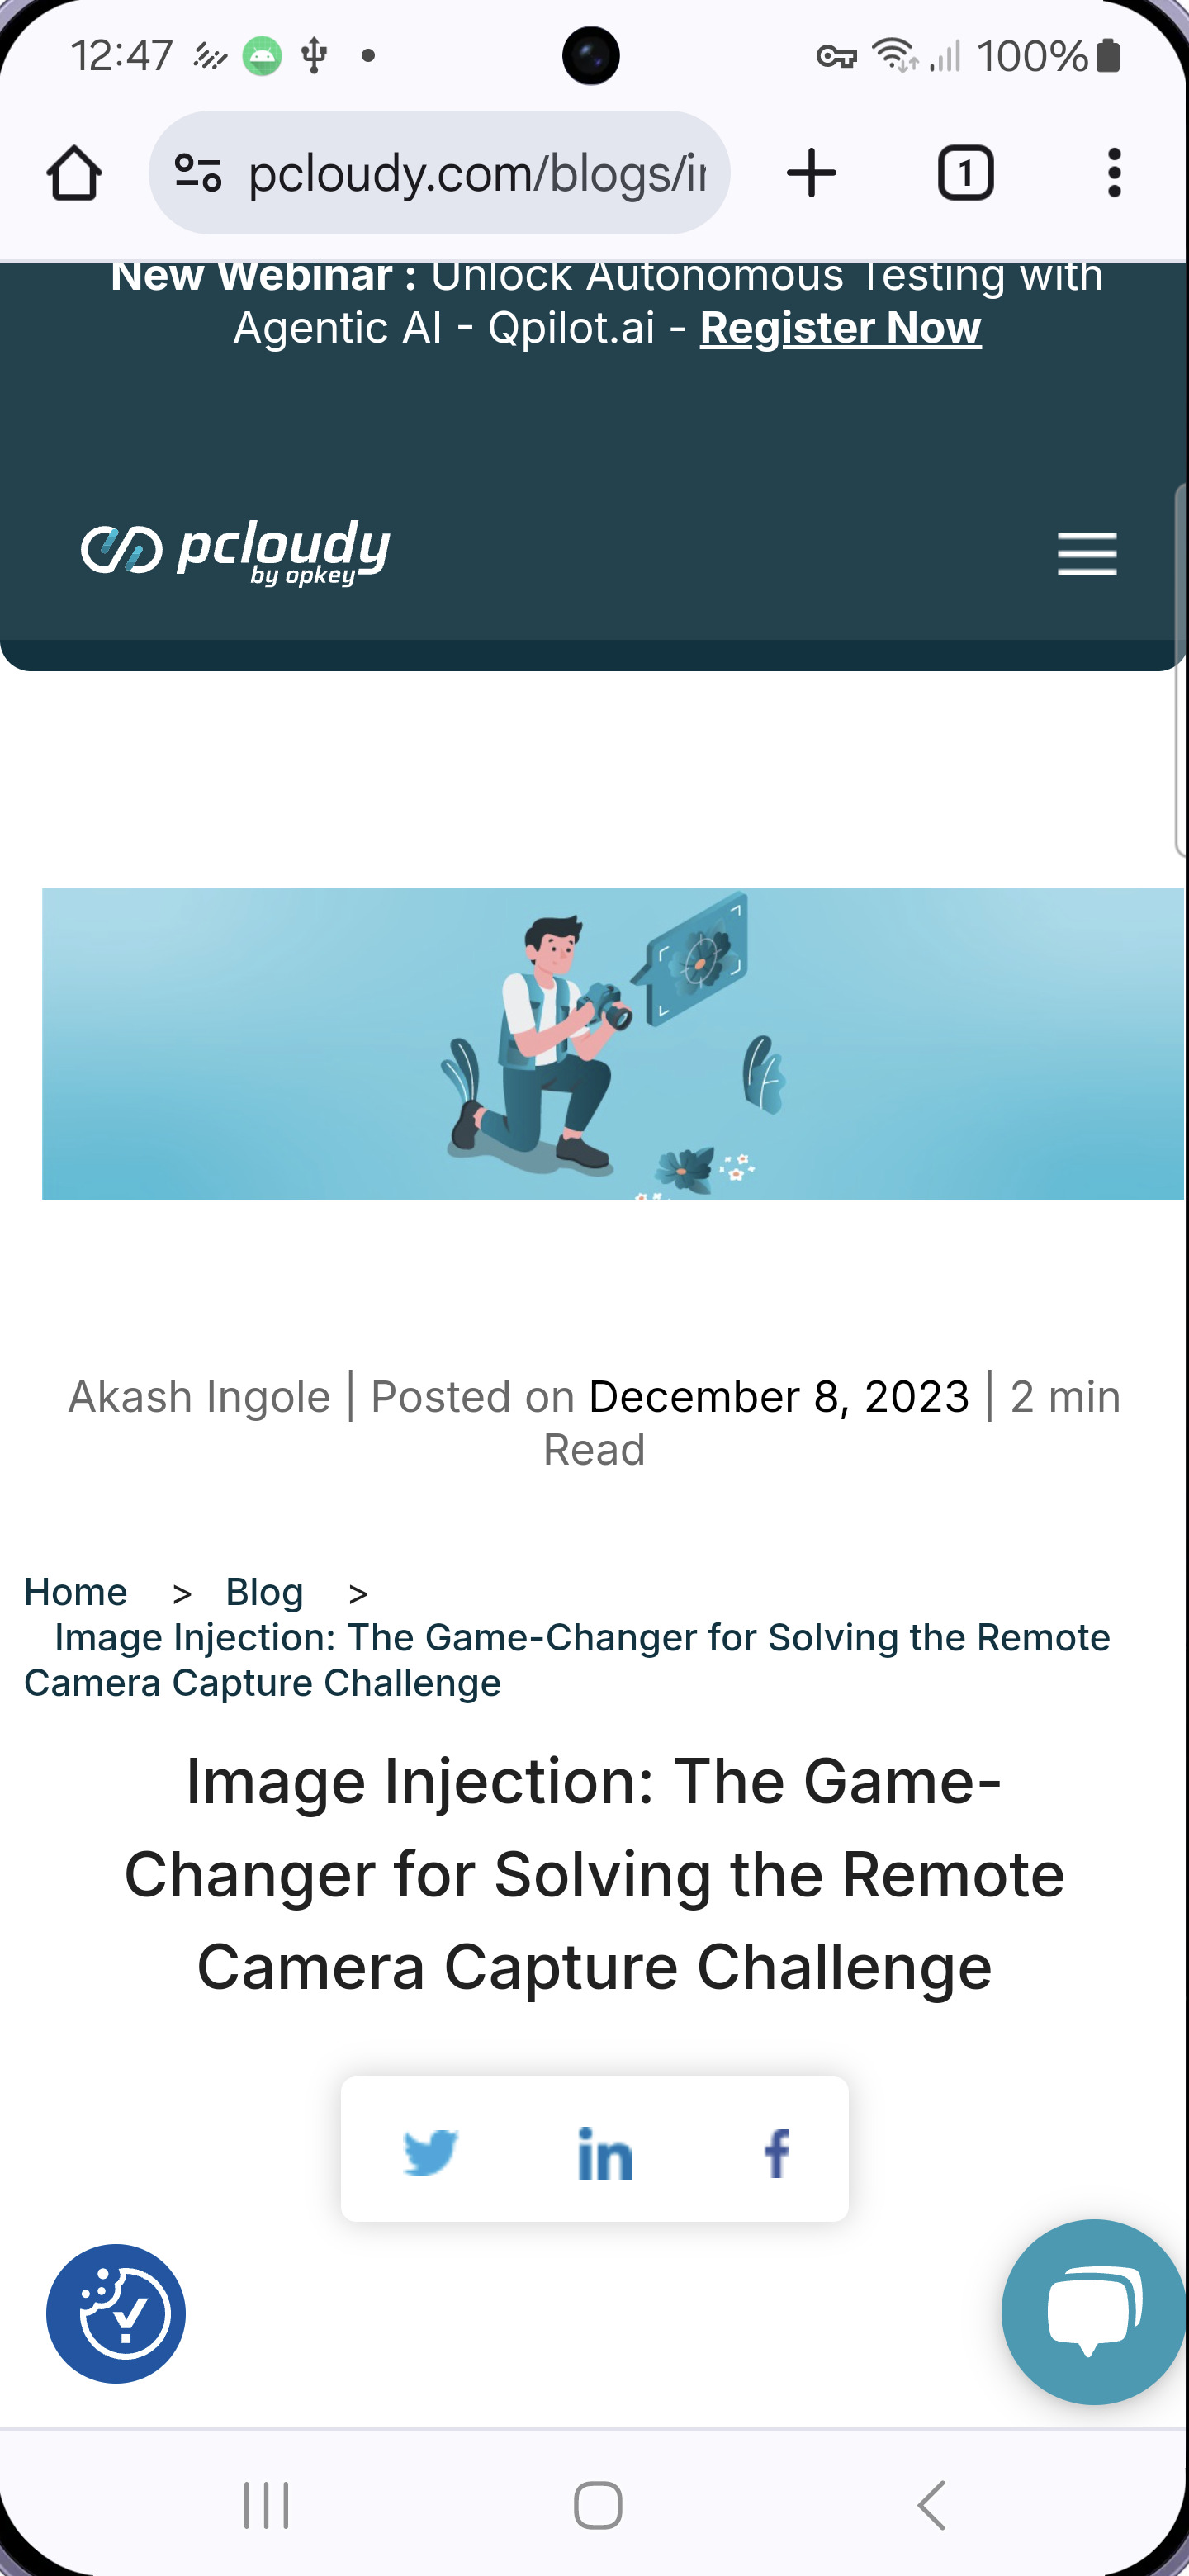 12:47
100%
pcloudy.com/blogs/i
1
New Webinar : Unlock Autonomous Testing with
Agentic AI - Qpilot.ai - Register Now
pcloudy
by opkey
Akash Ingole | Posted on December 8, 2023 | 2 min
Read
Home > Blog >
Image Injection: The Game-Changer for Solving the Remote
Camera Capture Challenge
Image Injection: The Game-
Changer for Solving the Remote
Camera Capture Challenge
in
f